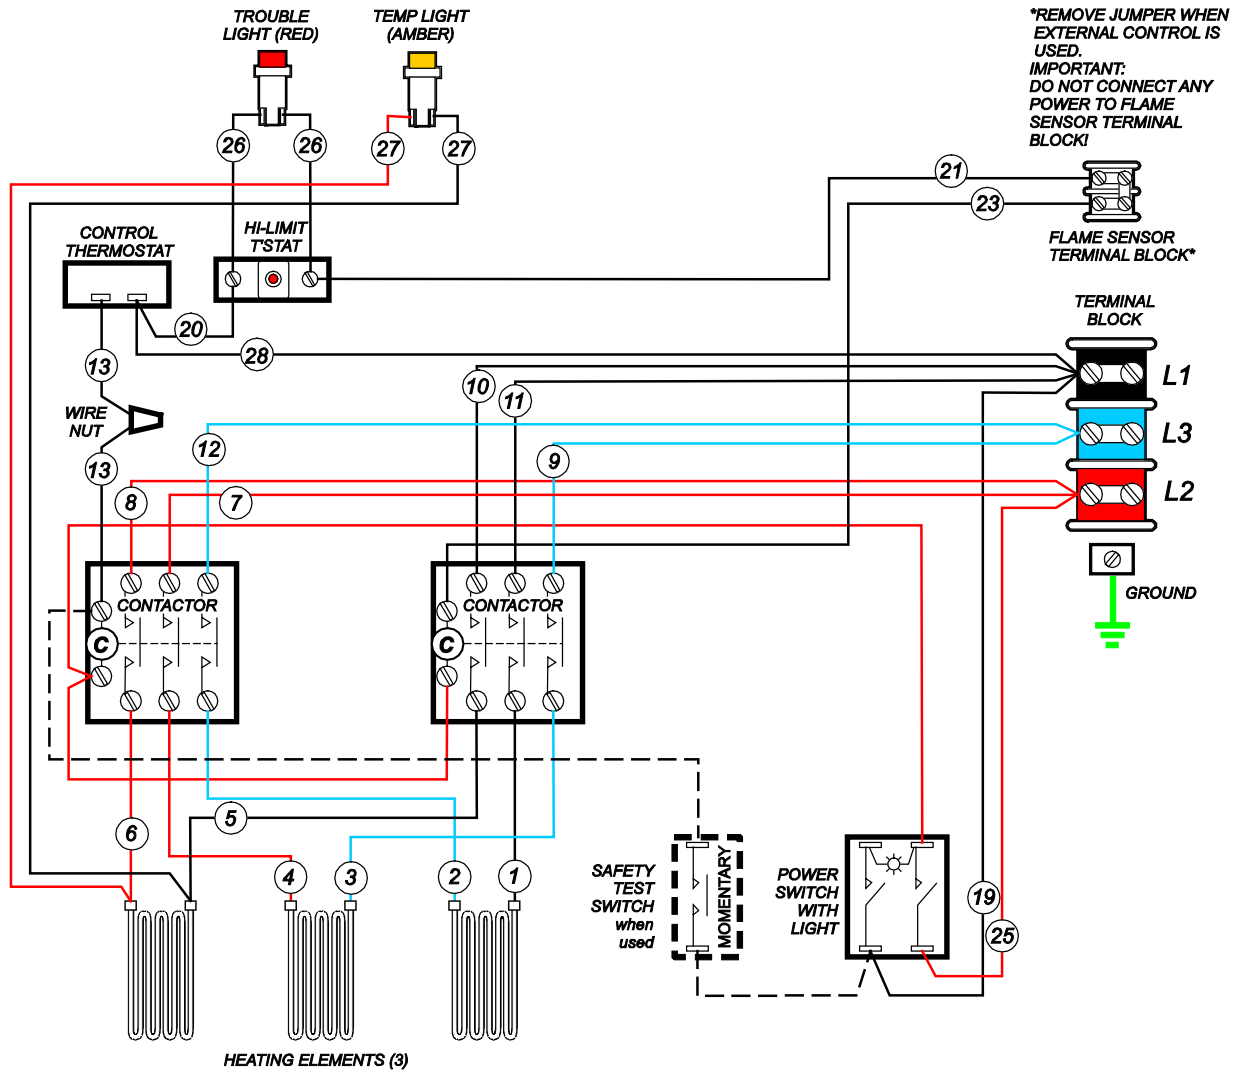 TROUBLE
LIGHT (RED)
TEMP LIGHT
(AMBER)
*REMOVE JUMPER WHEN
EXTERNAL CONTROL IS
USED.
IMPORTANT:
DO NOT CONNECT ANY
POWER TO FLAME
SENSOR TERMINAL
BLOCK!
26
26
27
27
21
23
CONTROL
THERMOSTAT
HI-LIMIT
T'STAT
FLAME SENSOR
TERMINAL BLOCK*
TERMINAL
BLOCK
20
28
13
10
11
L1
WIRE
NUT
12
9
L3
13
8
7
L2
GROUND
CONTACTOR
CONTACTOR
C
C
6
5
4
3
2
1
SAFETY
TEST
SWITCH
when
used
MOMENTARY
POWER
SWITCH
WITH
LIGHT
19
25
HEATING ELEMENTS (3)